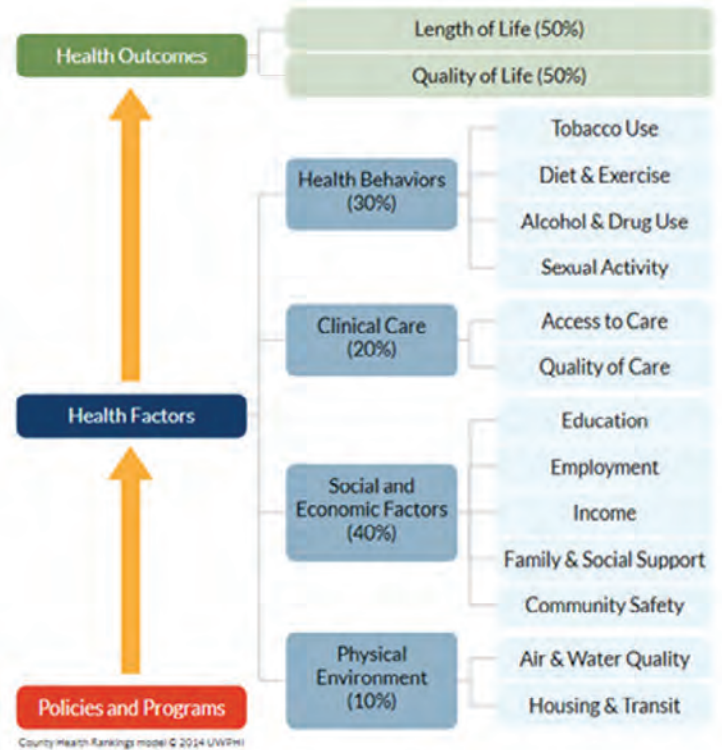 Health Outcomes
Length of Life (50%)
Quality of Life (50%)
Health Factors
Health Behaviors
(30%)
Tobacco Use
Diet & Exercise
Alcohol & Drug Use
Sexual Activity
Clinical Care
(20%)
Access to Care
Quality of Care
Social and
Economic Factors
(40%)
Education
Employment
Income
Family & Social Support
Community Safety
Physical
Environment
(10%)
Air & Water Quality
Housing & Transit
Policies and Programs
County Health Rankings model © 2014 UWPHI